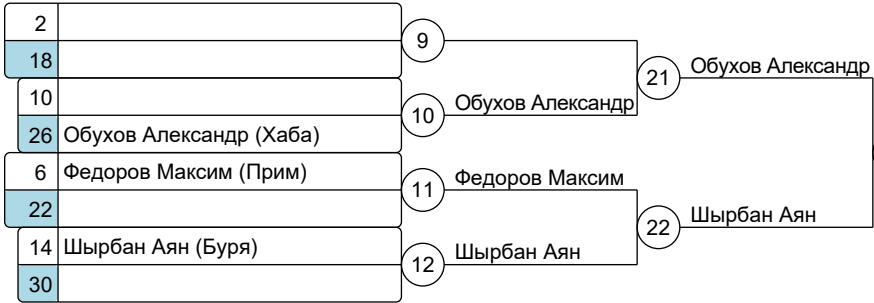 2
18
9
10
26 Обухов Александр (Хаба)
10
Обухов Александр
21
Обухов Александр
6 Федоров Максим (Прим)
22
11
Федоров Максим
14 Шырбан Аян (Буря)
30
12
Шырбан Аян
22
Шырбан Аян